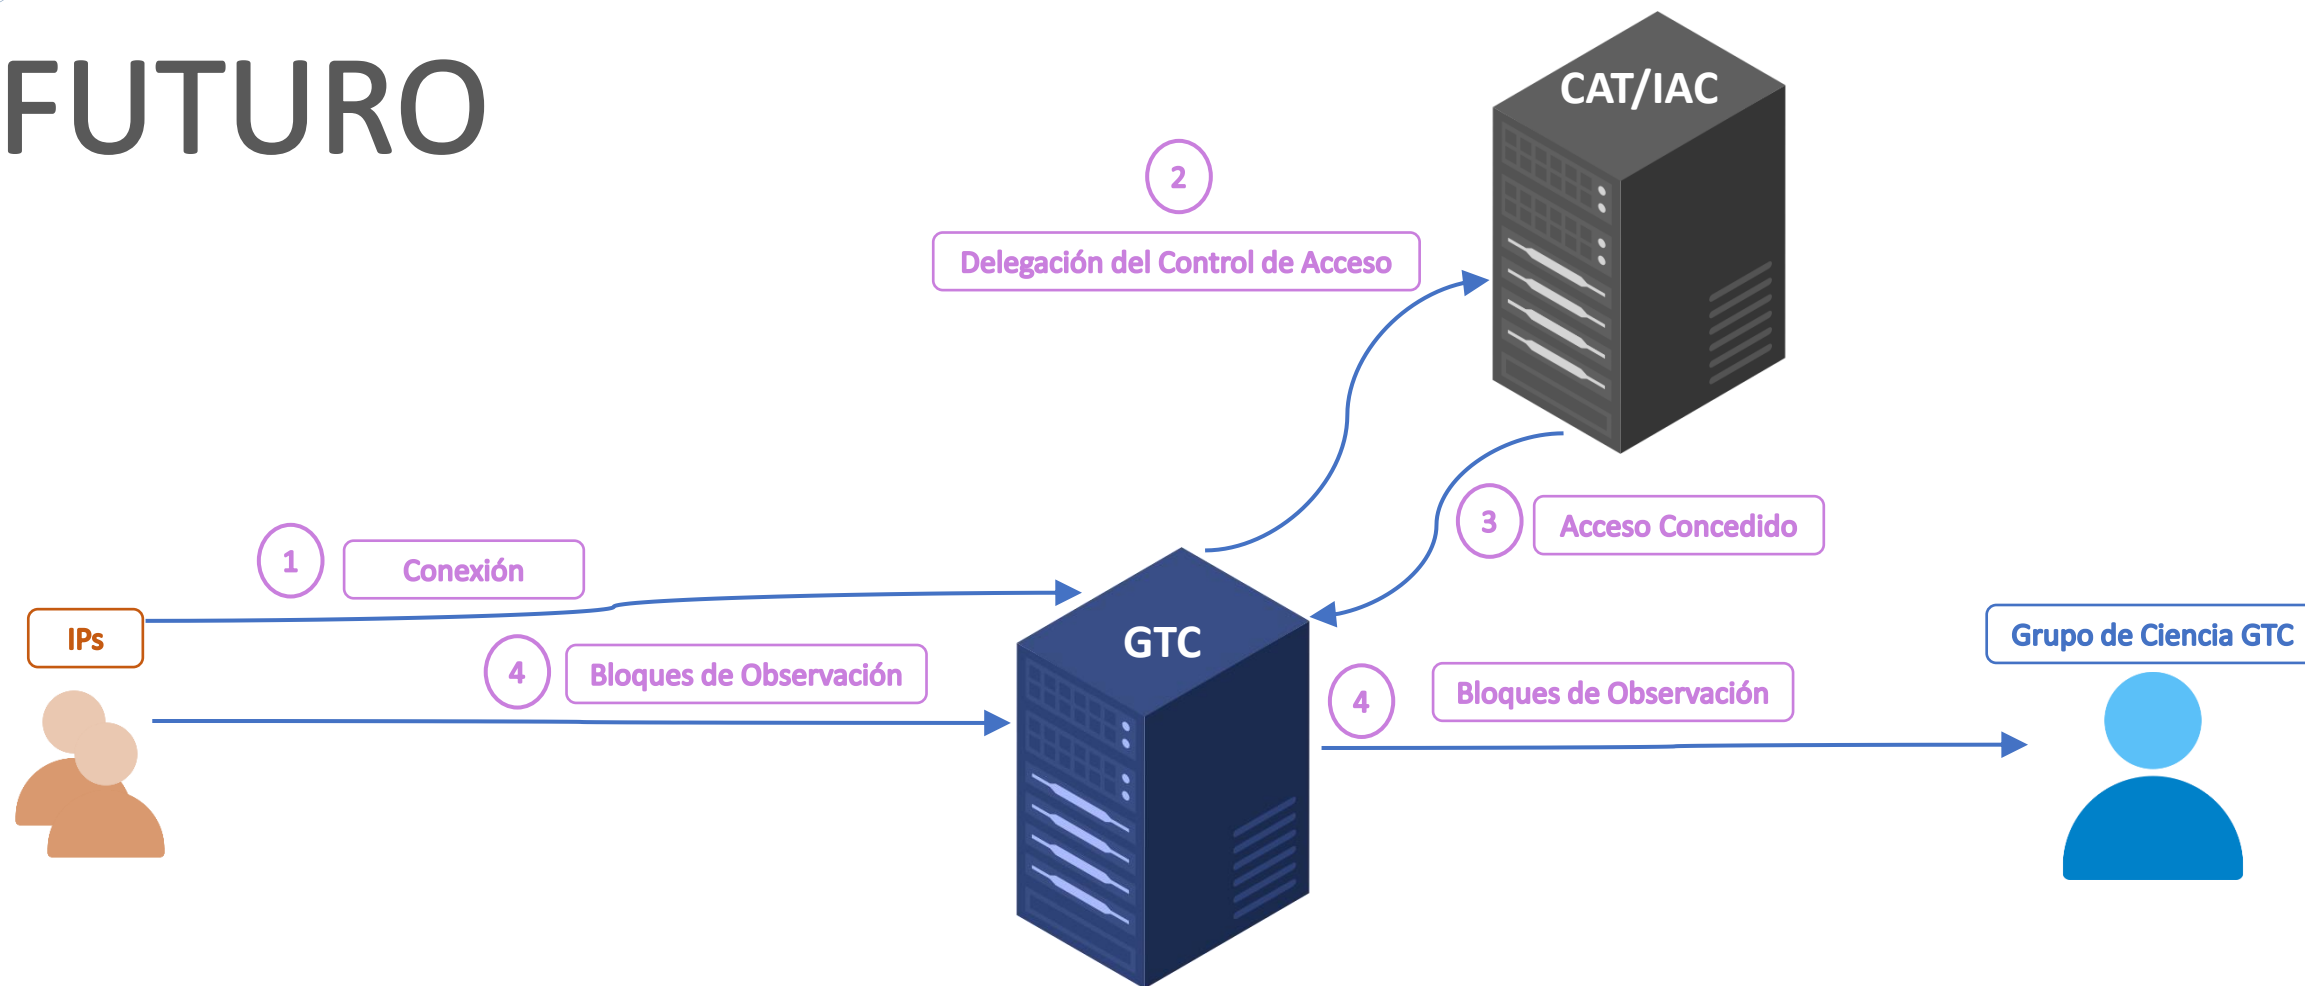 FUTURO
CAT/IAC
2
Delegación del Control de Acceso
3
Acceso Concedido
1
Conexión
IPs
GTC
4
Bloques de Observación
4
Bloques de Observación
Grupo de Ciencia GTC